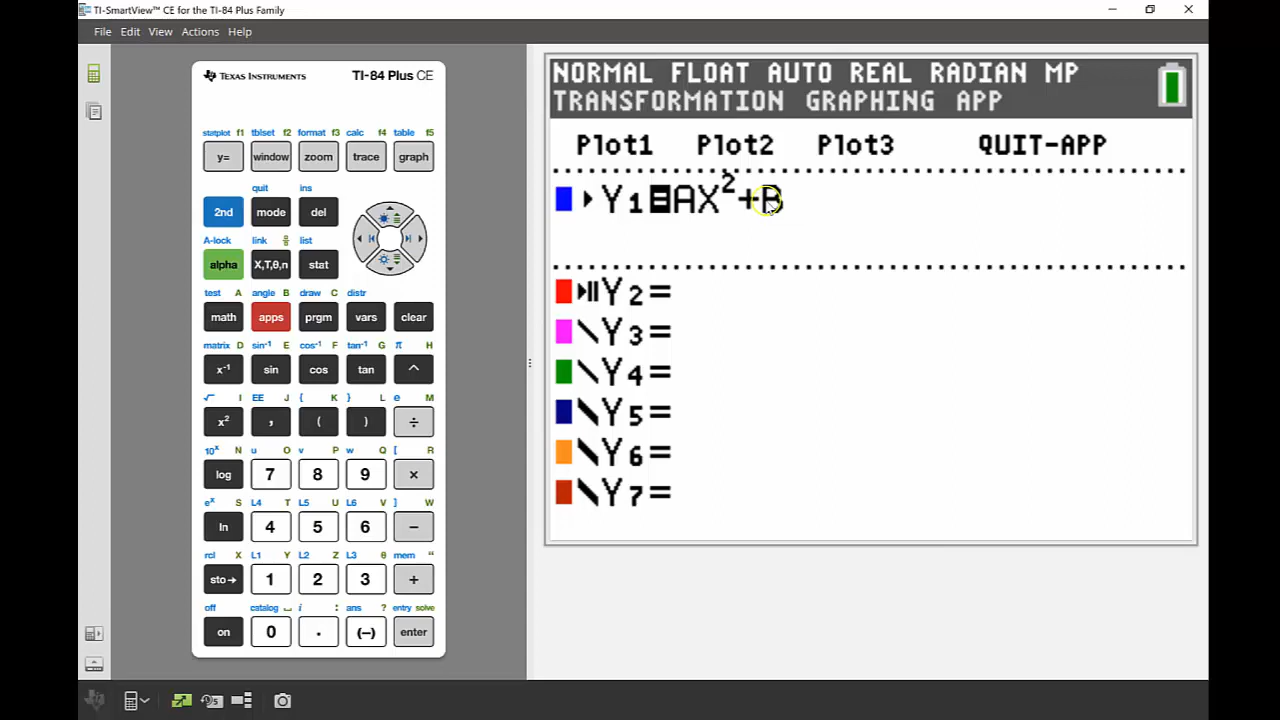 TI-SmartView™ CE for the TI-84 Plus Family
File Edit View Actions Help
TEXAS INSTRUMENTS TI-84 Plus CE
statplot f1 tblset f2 format f3 calc f4 table f5
y= window zoom trace graph
quit ins
2nd mode del
A-lock link list
alpha X,T,θ,n stat
test A angle B draw C distr
math apps prgm vars clear
matrix D sin⁻¹ E cos⁻¹ F tan⁻¹ G π H
x⁻¹ sin cos tan ^
√ I EE J { K } L e M
x² , ( ) ÷
10ˣ N u O v P w Q [ R
log 7 8 9 ×
eˣ S L4 T L5 U L6 V ] W
ln 4 5 6 −
rcl X L1 Y L2 Z L3 θ mem “
sto→ 1 2 3 +
off catalog i : ans ? entry solve
on 0 . (–) enter
NORMAL FLOAT AUTO REAL RADIAN MP
TRANSFORMATION GRAPHING APP
Plot1 Plot2 Plot3 QUIT-APP
Y1=AX²+B
Y2=
Y3=
Y4=
Y5=
Y6=
Y7=